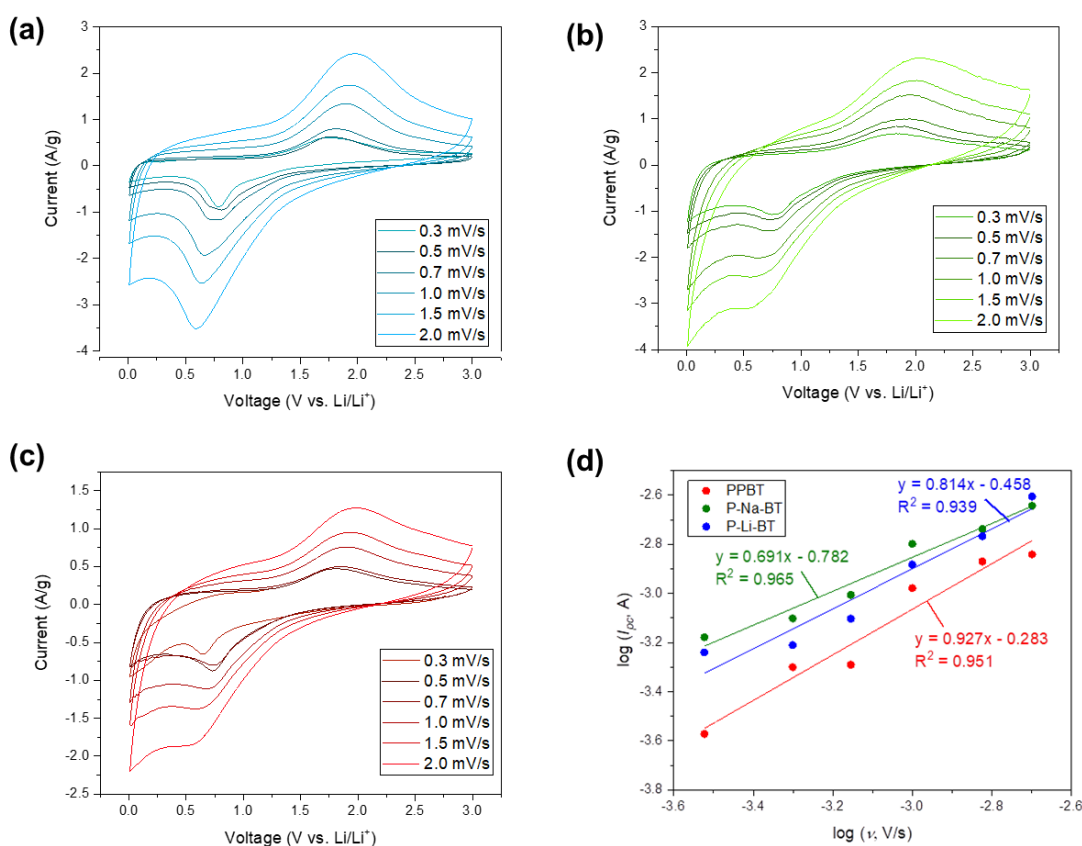 (a)
3
2
1
0
-1
-2
-3
-4
Current (A/g)
0.0 0.5 1.0 1.5 2.0 2.5 3.0
Voltage (V vs. Li/Li⁺)
0.3 mV/s
0.5 mV/s
0.7 mV/s
1.0 mV/s
1.5 mV/s
2.0 mV/s
(b)
3
2
1
0
-1
-2
-3
-4
Current (A/g)
0.0 0.5 1.0 1.5 2.0 2.5 3.0
Voltage (V vs. Li/Li⁺)
0.3 mV/s
0.5 mV/s
0.7 mV/s
1.0 mV/s
1.5 mV/s
2.0 mV/s
(c)
1.5
1.0
0.5
0.0
-0.5
-1.0
-1.5
-2.0
-2.5
Current (A/g)
0.0 0.5 1.0 1.5 2.0 2.5 3.0
Voltage (V vs. Li/Li⁺)
0.3 mV/s
0.5 mV/s
0.7 mV/s
1.0 mV/s
1.5 mV/s
2.0 mV/s
(d)
-2.6
-2.8
-3.0
-3.2
-3.4
-3.6
-3.8
log (I_pc, A)
-3.6 -3.4 -3.2 -3.0 -2.8 -2.6
log (ν, V/s)
PPBT
P-Na-BT
P-Li-BT
y = 0.814x - 0.458
R² = 0.939
y = 0.691x - 0.782
R² = 0.965
y = 0.927x - 0.283
R² = 0.951